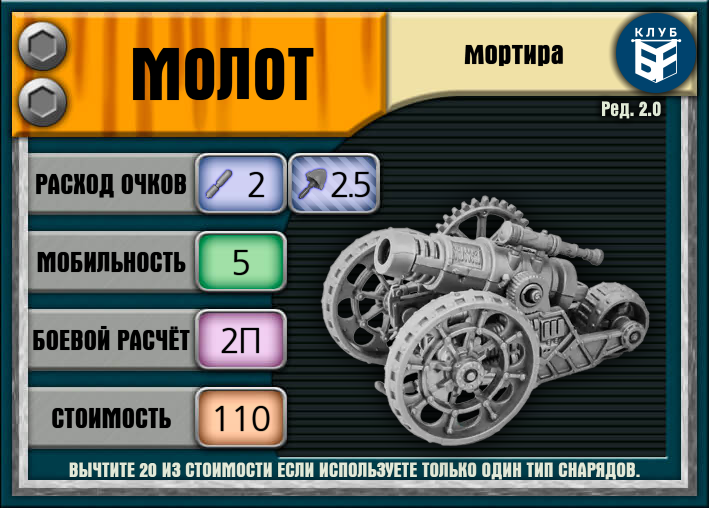 МОЛОТ
мортира
КЛУБ
Ред. 2.0
РАСХОД ОЧКОВ 2 2.5
МОБИЛЬНОСТЬ 5
БОЕВОЙ РАСЧЁТ 2П
СТОИМОСТЬ 110
ВЫЧТИТЕ 20 ИЗ СТОИМОСТИ ЕСЛИ ИСПОЛЬЗУЕТЕ ТОЛЬКО ОДИН ТИП СНАРЯДОВ.